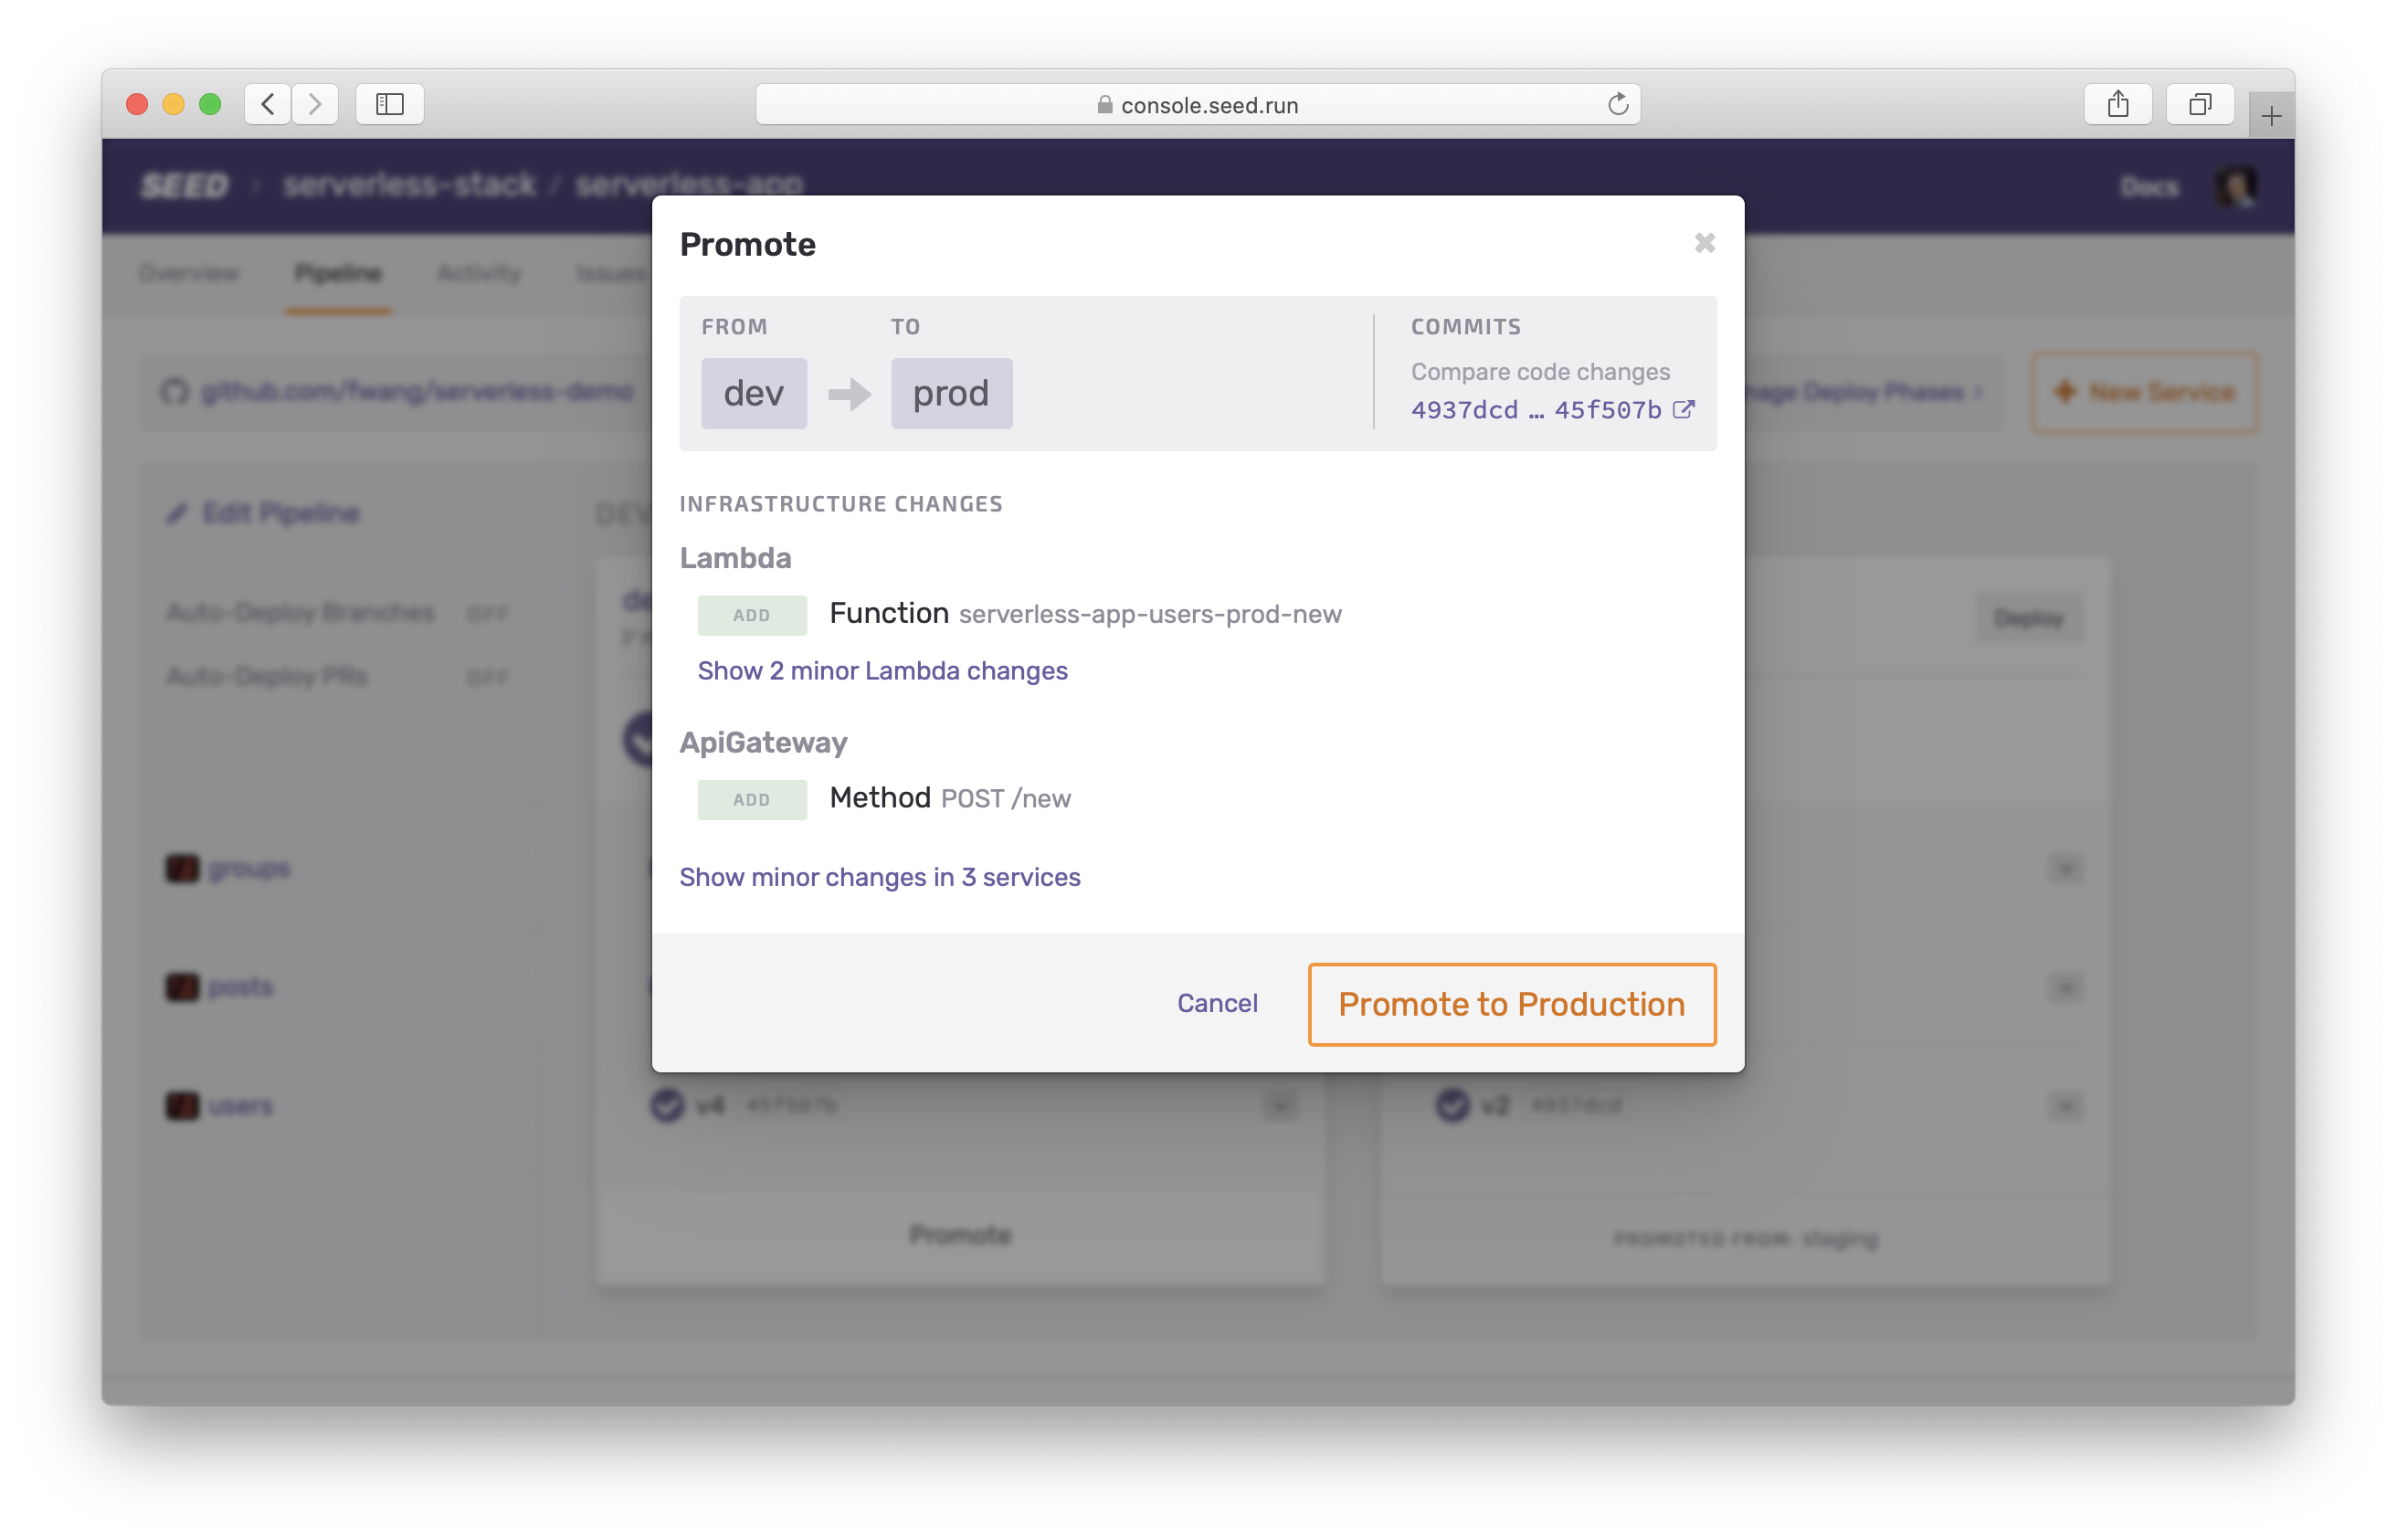 console.seed.run
SEED › serverless-stack / serverless-app
Docs
Overview Pipeline Activity Issues
github.com/fwang/serverless-demo
nage Deploy Phases ›
New Service
Edit Pipeline
Auto-Deploy Branches OFF
Auto-Deploy PRs OFF
groups
posts
users
Promote
FROM TO
dev prod
COMMITS
Compare code changes
4937dcd … 45f507b
INFRASTRUCTURE CHANGES
Lambda
ADD Function serverless-app-users-prod-new
Show 2 minor Lambda changes
ApiGateway
ADD Method POST /new
Show minor changes in 3 services
Cancel
Promote to Production
DEV
de
Deploy
v4 45f507b
v2 4937dcd
Promote
PROMOTED FROM: staging